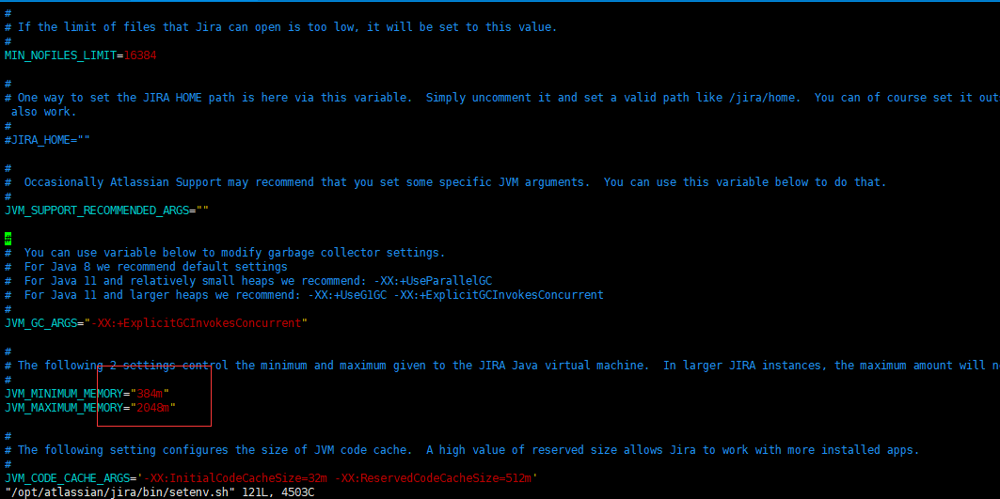 #
# If the limit of files that Jira can open is too low, it will be set to this value.
#
MIN_NOFILES_LIMIT=16384
#
# One way to set the JIRA HOME path is here via this variable.  Simply uncomment it and set a valid path like /jira/home.  You can of course set it out
also work.
#
#JIRA_HOME=""
#
#  Occasionally Atlassian Support may recommend that you set some specific JVM arguments.  You can use this variable below to do that.
#
JVM_SUPPORT_RECOMMENDED_ARGS=""
#
#  You can use variable below to modify garbage collector settings.
#  For Java 8 we recommend default settings
#  For Java 11 and relatively small heaps we recommend: -XX:+UseParallelGC
#  For Java 11 and larger heaps we recommend: -XX:+UseG1GC -XX:+ExplicitGCInvokesConcurrent
#
JVM_GC_ARGS="-XX:+ExplicitGCInvokesConcurrent"
#
# The following 2 settings control the minimum and maximum given to the JIRA Java virtual machine.  In larger JIRA instances, the maximum amount will n
#
JVM_MINIMUM_MEMORY="384m"
JVM_MAXIMUM_MEMORY="2048m"
#
# The following setting configures the size of JVM code cache.  A high value of reserved size allows Jira to work with more installed apps.
#
JVM_CODE_CACHE_ARGS='-XX:InitialCodeCacheSize=32m -XX:ReservedCodeCacheSize=512m'
"/opt/atlassian/jira/bin/setenv.sh" 121L, 4503C